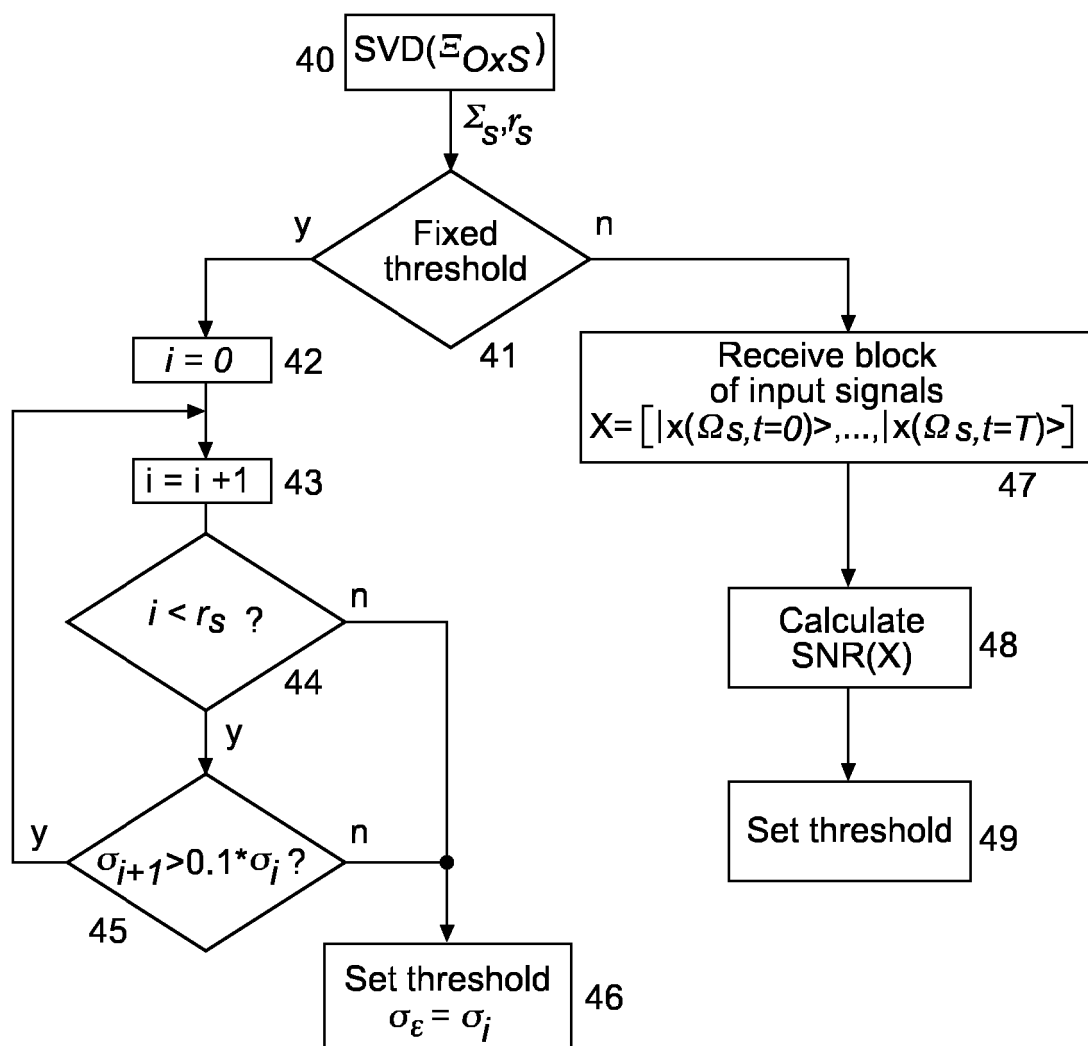 40
SVD(Ξ_OxS)
Σ_s,r_s
y
Fixed
threshold
n
41
i = 0
42
i = i +1
43
i < r_s ?
n
44
y
σ_i+1>0.1*σ_i ?
y
n
45
Set threshold
σ_ε = σ_i
46
Receive block
of input signals
X=[|x(Ω_s,t=0)>,...,|x(Ω_s,t=T)>]
47
Calculate
SNR(X)
48
Set threshold
49